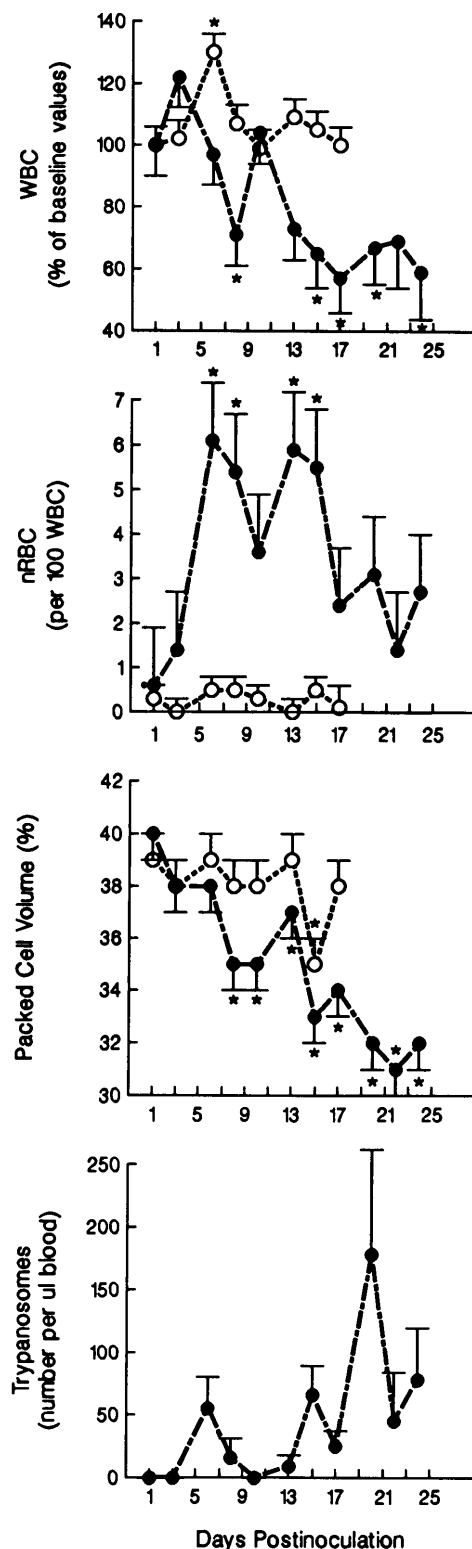 WBC
(% of baseline values)
140
120
100
80
60
40
1 5 9 13 17 21 25
nRBC
(per 100 WBC)
7
6
5
4
3
2
1
0
1 5 9 13 17 21 25
Packed Cell Volume (%)
42
40
38
36
34
32
30
1 5 9 13 17 21 25
Trypanosomes
(number per ul blood)
250
200
150
100
50
0
1 5 9 13 17 21 25
Days Postinoculation